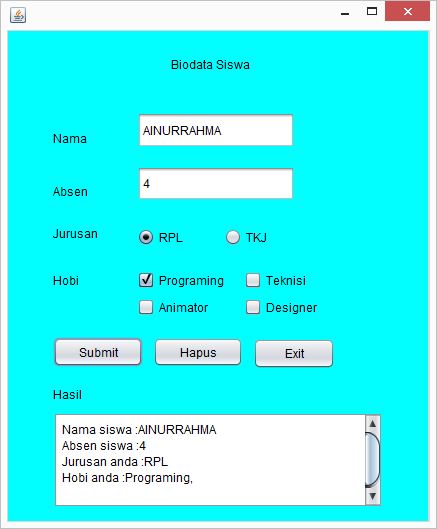 Biodata Siswa
Nama AINURRAHMA
Absen 4
Jurusan RPL TKJ
Hobi Programing Teknisi
Animator Designer
Submit Hapus Exit
Hasil
Nama siswa :AINURRAHMA
Absen siswa :4
Jurusan anda :RPL
Hobi anda :Programing,